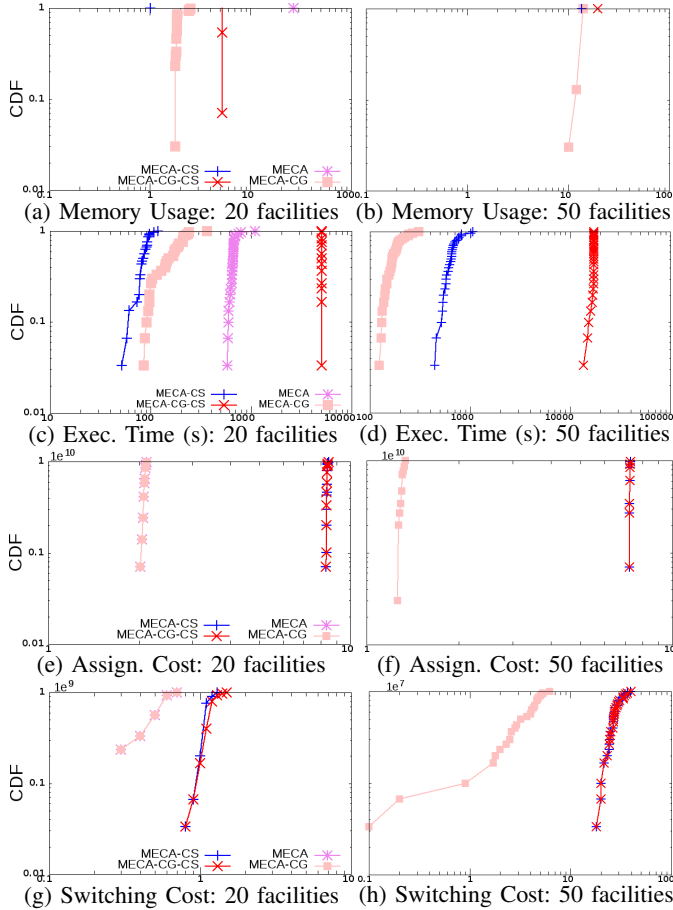 1
0.1
0.01
CDF
MECA-CS
MECA-CG-CS
MECA
MECA-CG
0.1 1 10 100
0.1 1 10 100
(a) Memory Usage: 20 facilities
(b) Memory Usage: 50 facilities
1
0.1
0.01
CDF
MECA-CS
MECA-CG-CS
MECA
MECA-CG
10 100 1000 10000
100 1000 10000 100000
(c) Exec. Time (s): 20 facilities
(d) Exec. Time (s): 50 facilities
1e10
1e10
1
0.1
0.01
CDF
MECA-CS
MECA-CG-CS
MECA
MECA-CG
1 10
1 10
(e) Assign. Cost: 20 facilities
(f) Assign. Cost: 50 facilities
1e9
1e7
1
0.1
0.01
CDF
MECA-CS
MECA-CG-CS
MECA
MECA-CG
0.1 1 10
0.1 1 10 100
(g) Switching Cost: 20 facilities
(h) Switching Cost: 50 facilities